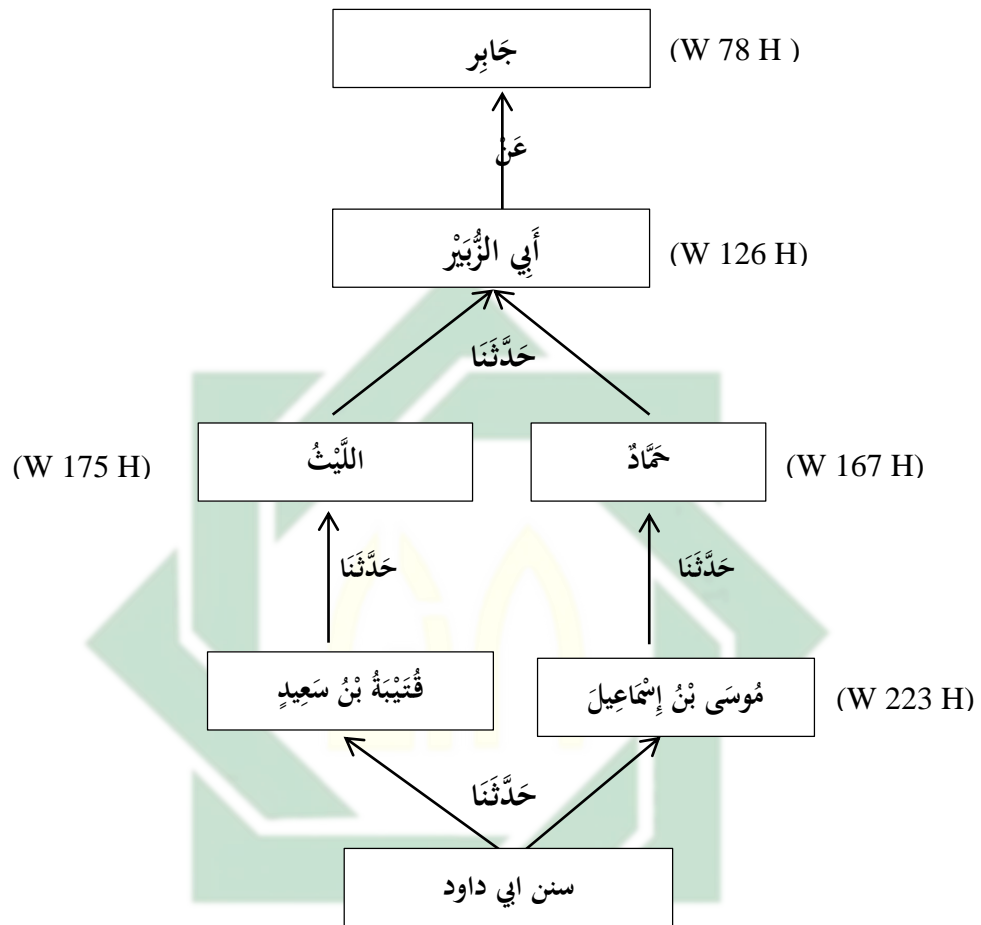 جَابِر (W 78 H )
عَنْ
أَبِي الزُّبَيْرْ (W 126 H)
حَدَّثَنَا
(W 175 H) اللَّيْثُ
حَمَّادٌ (W 167 H)
حَدَّثَنَا
حَدَّثَنَا
قُتَيْبَةُ بْنُ سَعِيدٍ
مُوسَى بْنُ إِسْمَاعِيلَ (W 223 H)
حَدَّثَنَا
سنن ابي داود